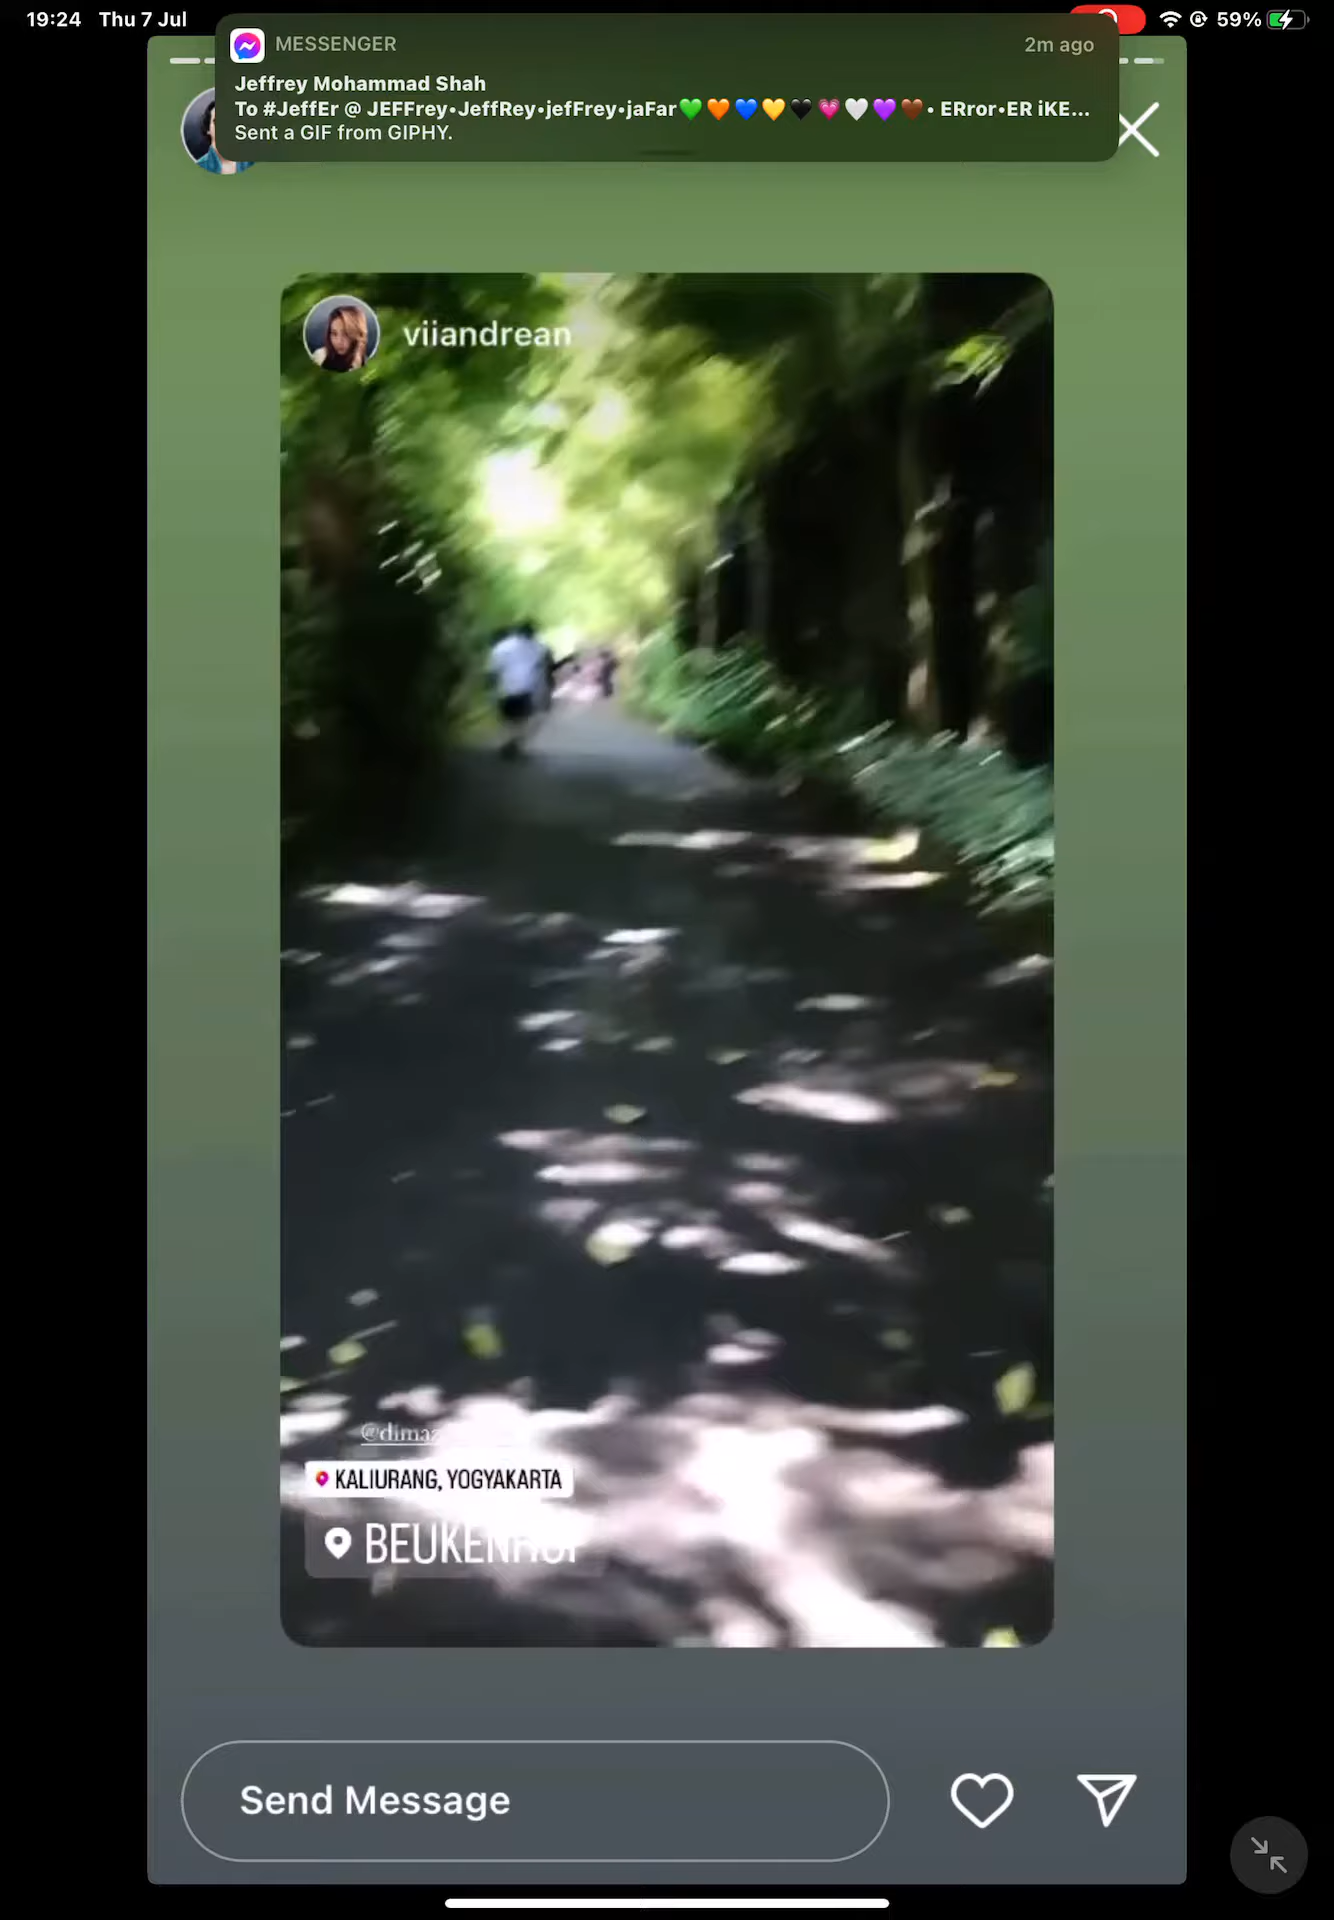 19:24 Thu 7 Jul
59%
MESSENGER
2m ago
Jeffrey Mohammad Shah
To #JeffEr @ JEFFrey•JeffRey•jefFrey•jaFar💚🧡💙💛🖤💗🤍💜🤎• ERror•ER iKE...
Sent a GIF from GIPHY.
viiandrean
KALIURANG, YOGYAKARTA
BEUKENHOF
Send Message